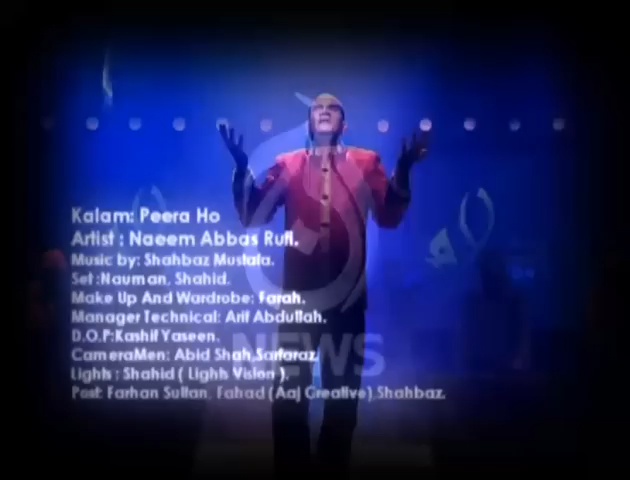 Kalam: Peera Ho
Artist : Naeem Abbas Rufi.
Music by: Shahbaz Mustafa.
Set :Nauman, Shahid.
Make Up And Wardrobe: Farah.
Manager Technical: Arif Abdullah.
D.O.P:Kashif Yaseen.
CameraMen: Abid Shah,Sarfaraz,
Lights : Shahid ( Lights Vision ),
Post: Farhan Sultan, Fahad (Aaj Creative),Shahbaz.
NEWS